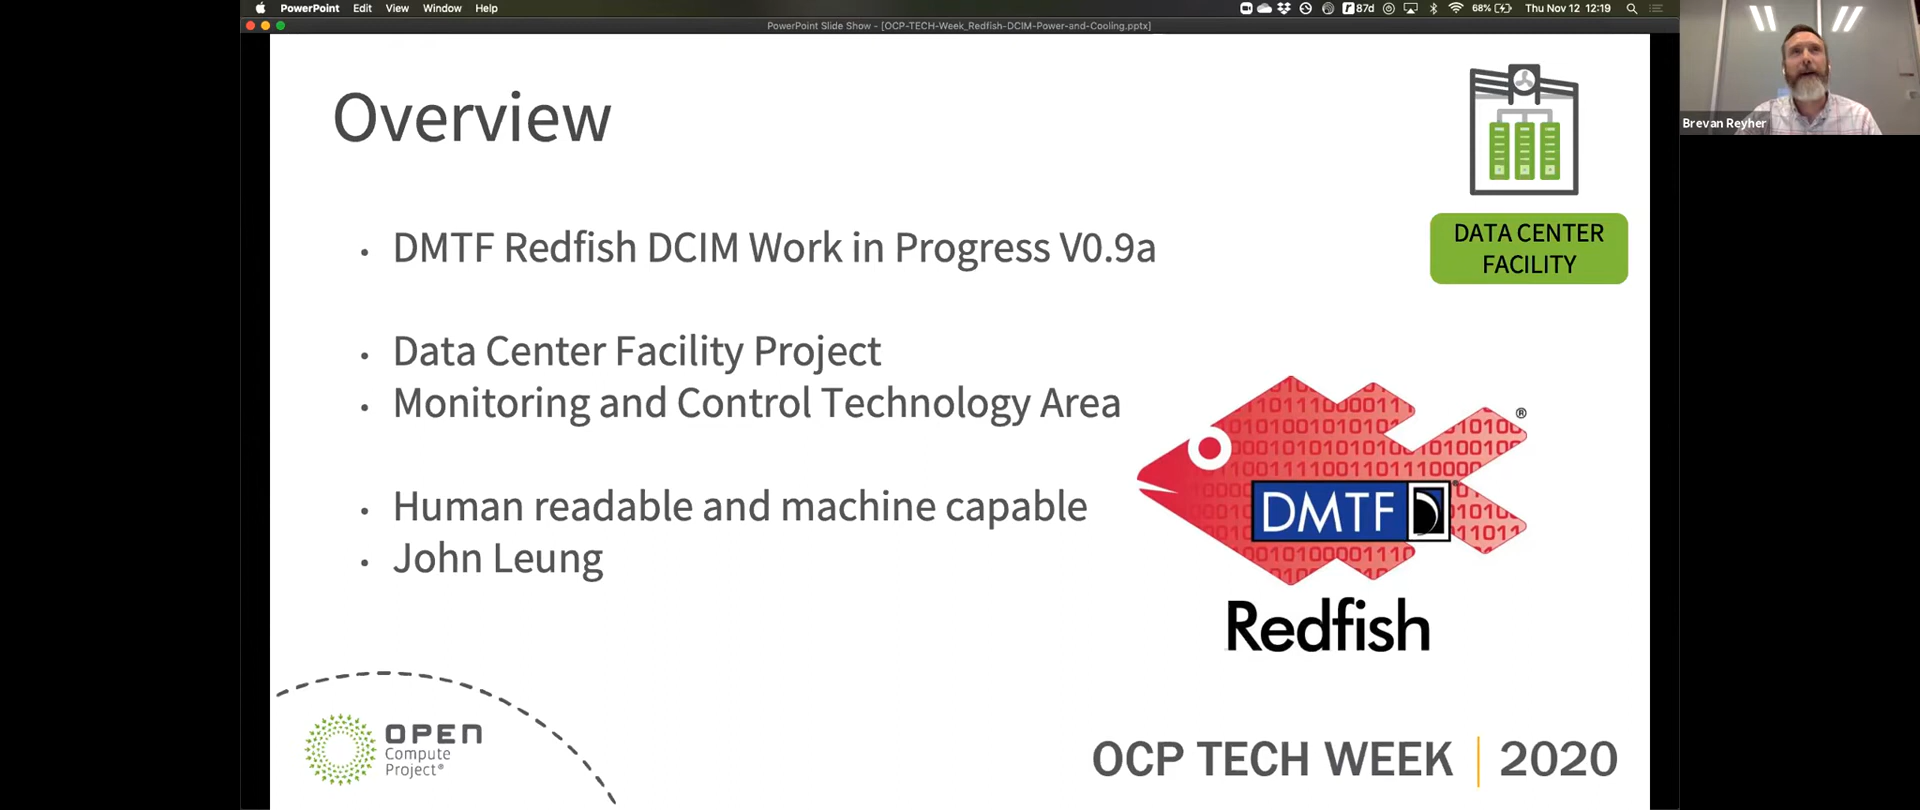 PowerPoint Edit View Window Help
87d 68% Thu Nov 12 12:19
PowerPoint Slide Show - [OCP-TECH-Week_Redfish-DCIM-Power-and-Cooling.pptx]
Brevan Reyher
Overview
DATA CENTER
FACILITY
• DMTF Redfish DCIM Work in Progress V0.9a
• Data Center Facility Project
• Monitoring and Control Technology Area
• Human readable and machine capable
• John Leung
DMTF
®
Redfish
OPEN
Compute
Project®
OCP TECH WEEK | 2020